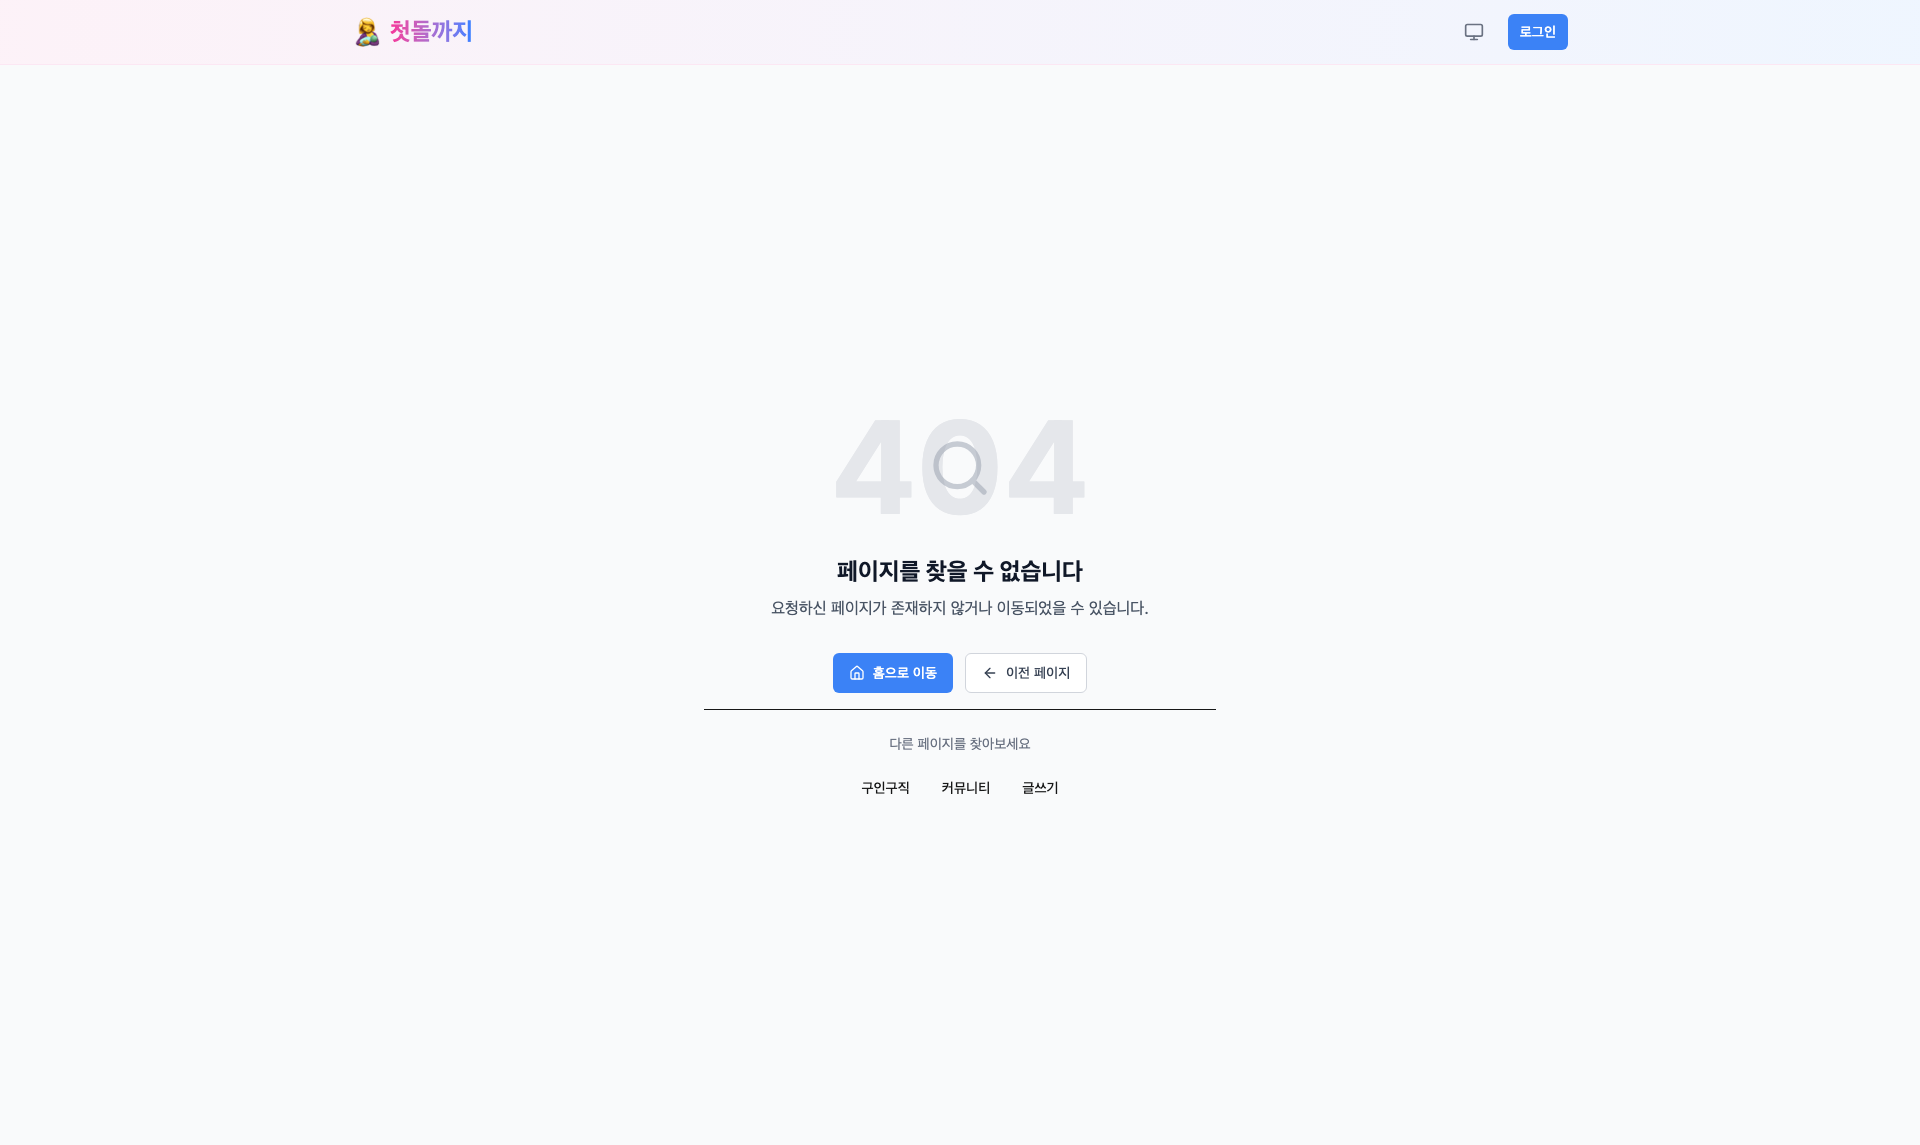 첫돌까지
로그인
404
페이지를 찾을 수 없습니다
요청하신 페이지가 존재하지 않거나 이동되었을 수 있습니다.
홈으로 이동
이전 페이지
다른 페이지를 찾아보세요
구인구직 커뮤니티 글쓰기